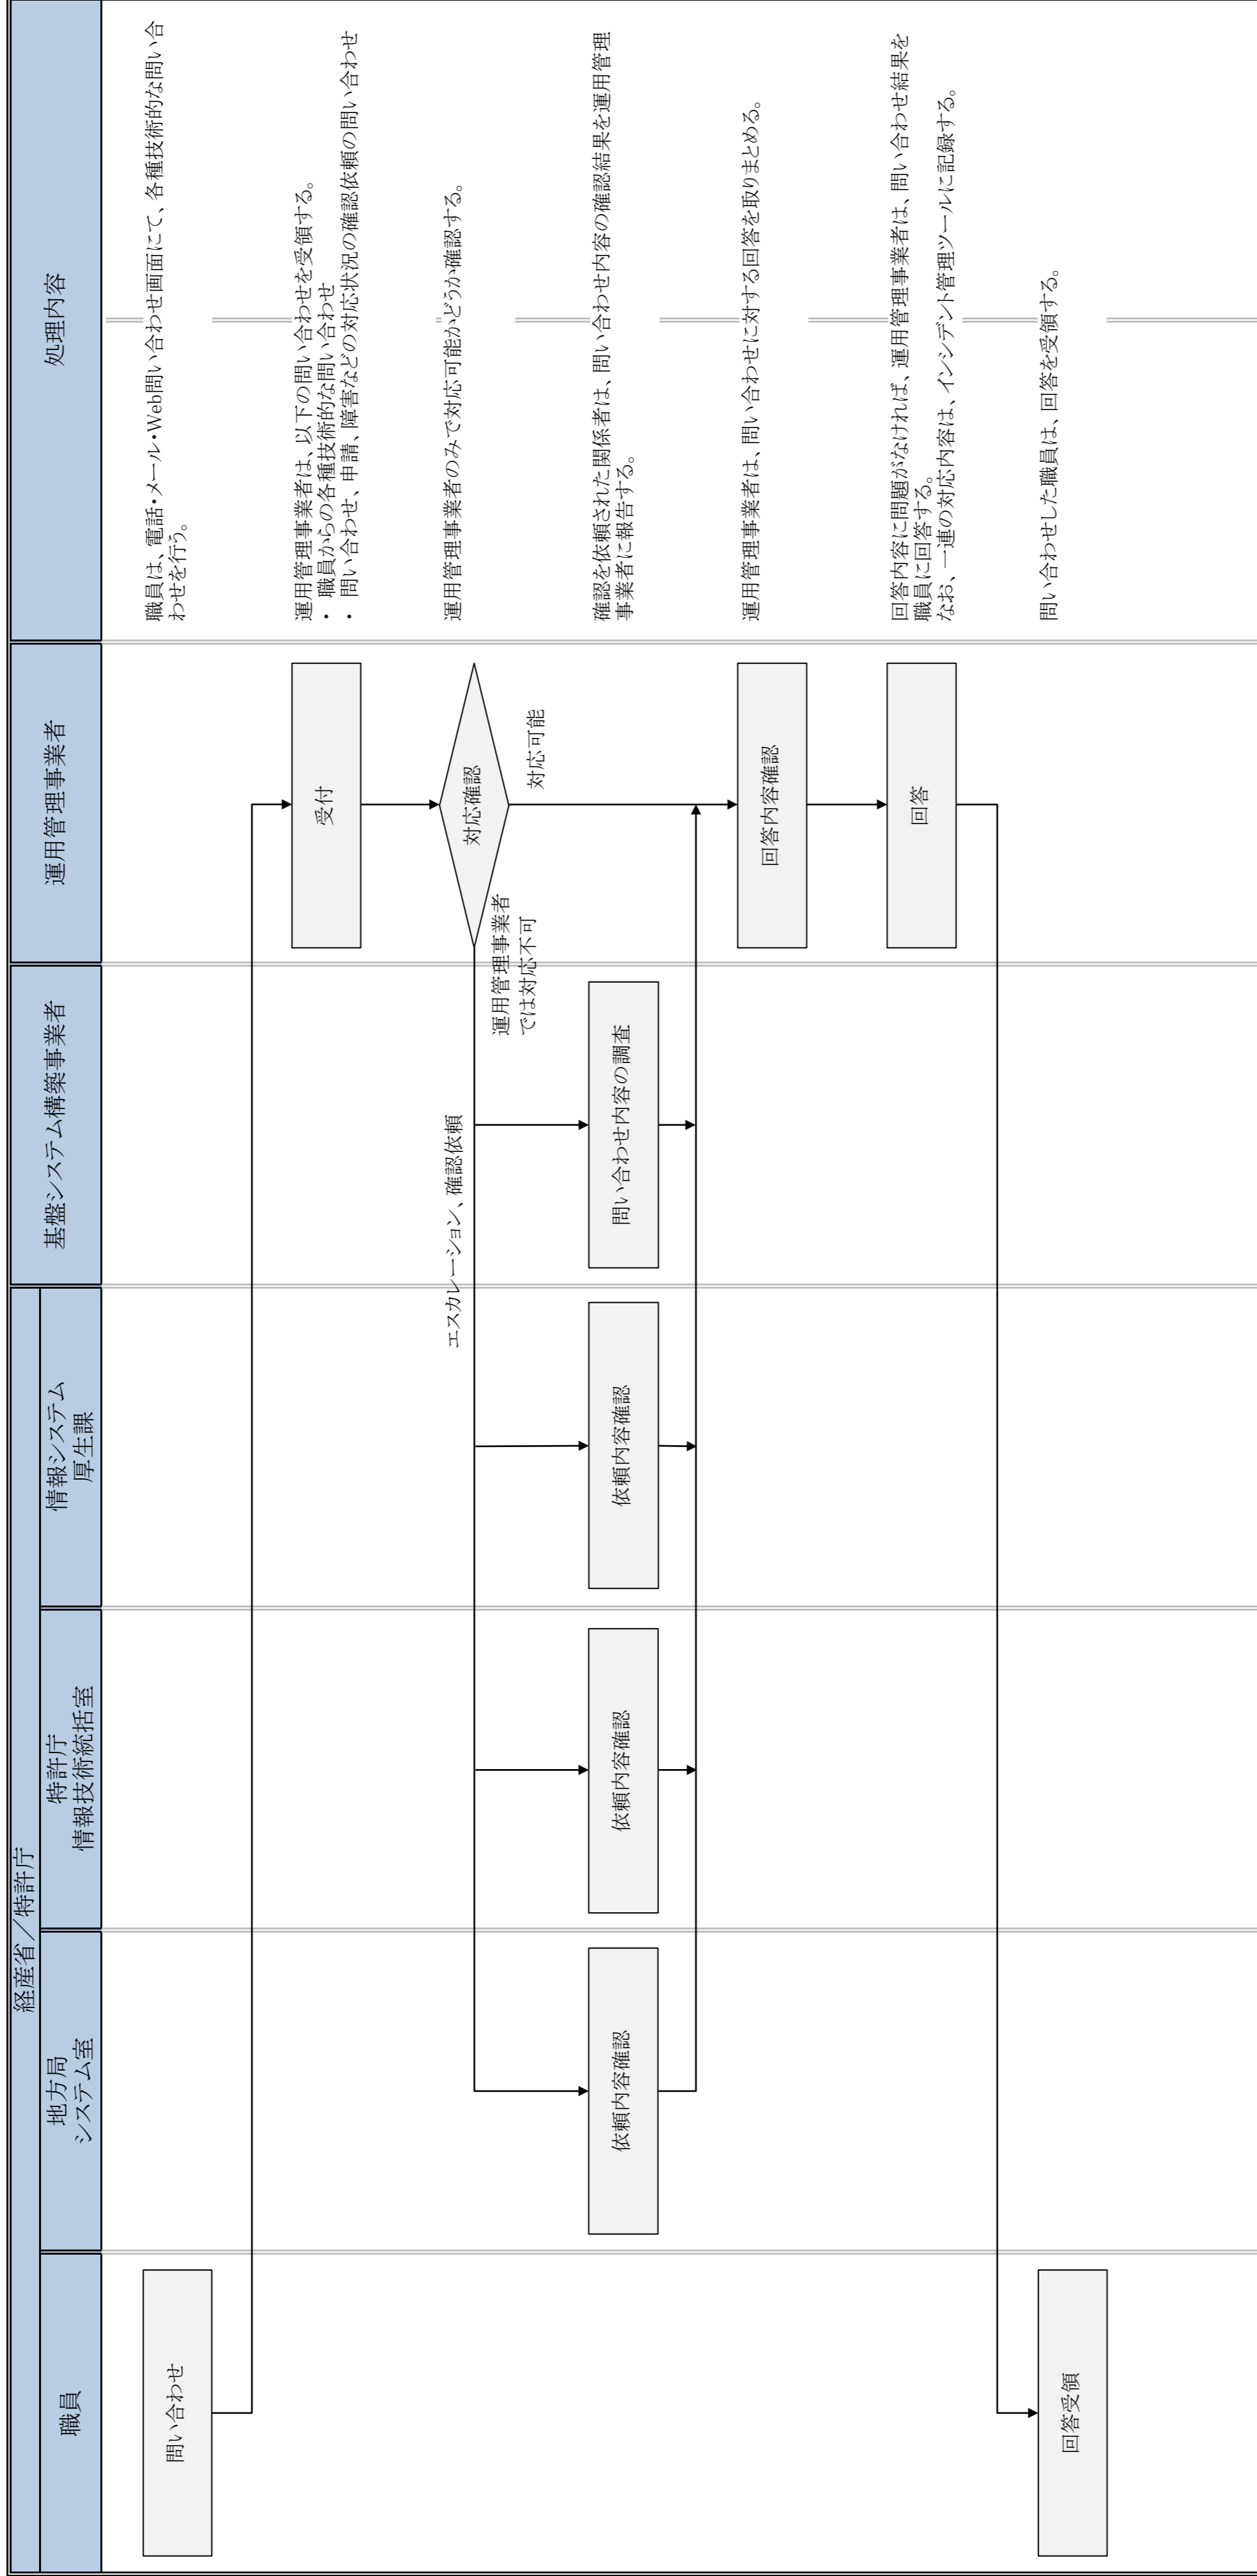 経産省／特許庁
職員
地方局
システム室
特許庁
情報技術統括室
情報システム
厚生課
基盤システム構築事業者
運用管理事業者
処理内容
問い合わせ
職員は、電話・メール・Web問い合わせ画面にて、各種技術的な問い合
わせを行う。
受付
運用管理事業者は、以下の問い合わせを受領する。
・ 職員からの各種技術的な問い合わせ
・ 問い合わせ、申請、障害などの対応状況の確認依頼の問い合わせ
エスカレーション、確認依頼
対応確認
運用管理事業者
では対応不可
対応可能
運用管理事業者のみで対応可能かどうか確認する。
依頼内容確認
依頼内容確認
依頼内容確認
問い合わせ内容の調査
確認を依頼された関係者は、問い合わせ内容の確認結果を運用管理
事業者に報告する。
回答内容確認
運用管理事業者は、問い合わせに対する回答を取りまとめる。
回答
回答内容に問題がなければ、運用管理事業者は、問い合わせ結果を
職員に回答する。
なお、一連の対応内容は、インシデント管理ツールに記録する。
回答受領
問い合わせした職員は、回答を受領する。